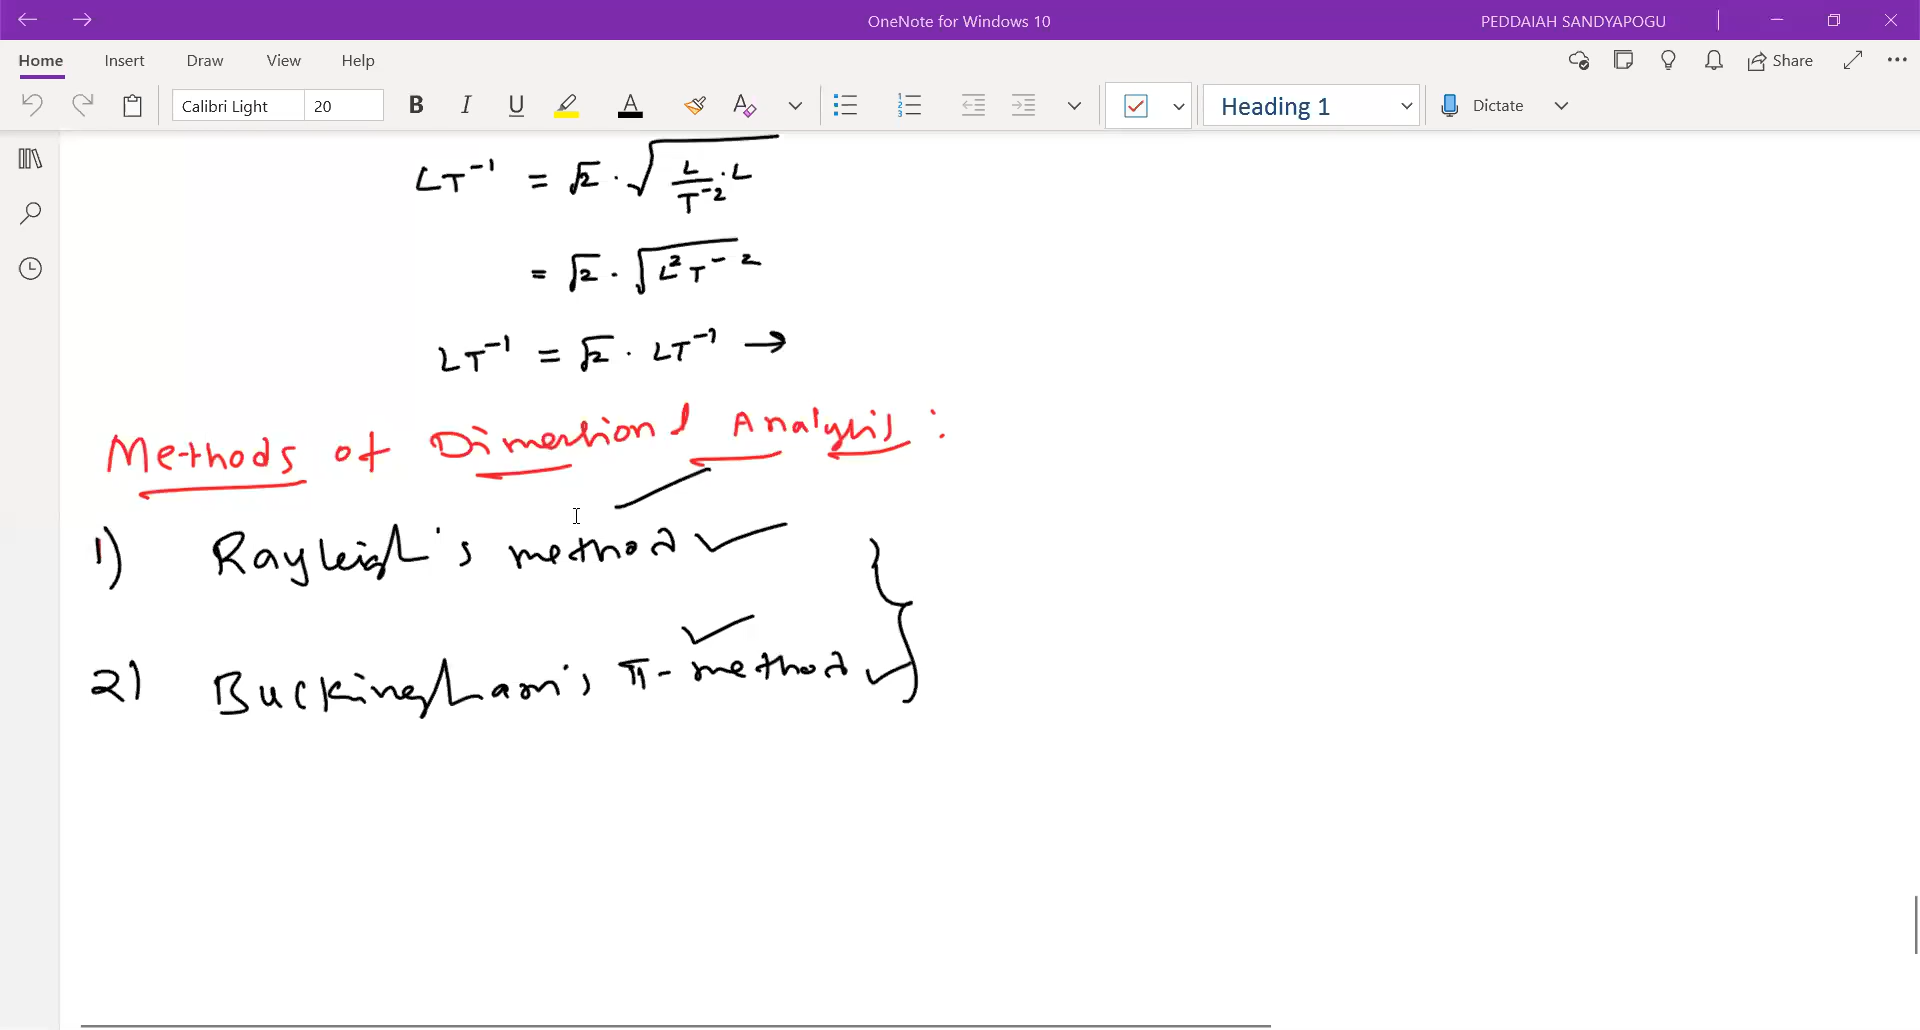 OneNote for Windows 10
PEDDAIAH SANDYAPOGU
Home Insert Draw View Help
Share
Calibri Light 20 B I U A Heading 1 Dictate
LT⁻¹ = √2 · √(L/T⁻² · L)
= √2 · √(L²T⁻²)
LT⁻¹ = √2 · LT⁻¹ →
Methods of Dimensional Analysis :
1) Rayleigh's method ✓
2) Buckingham's π-method ✓